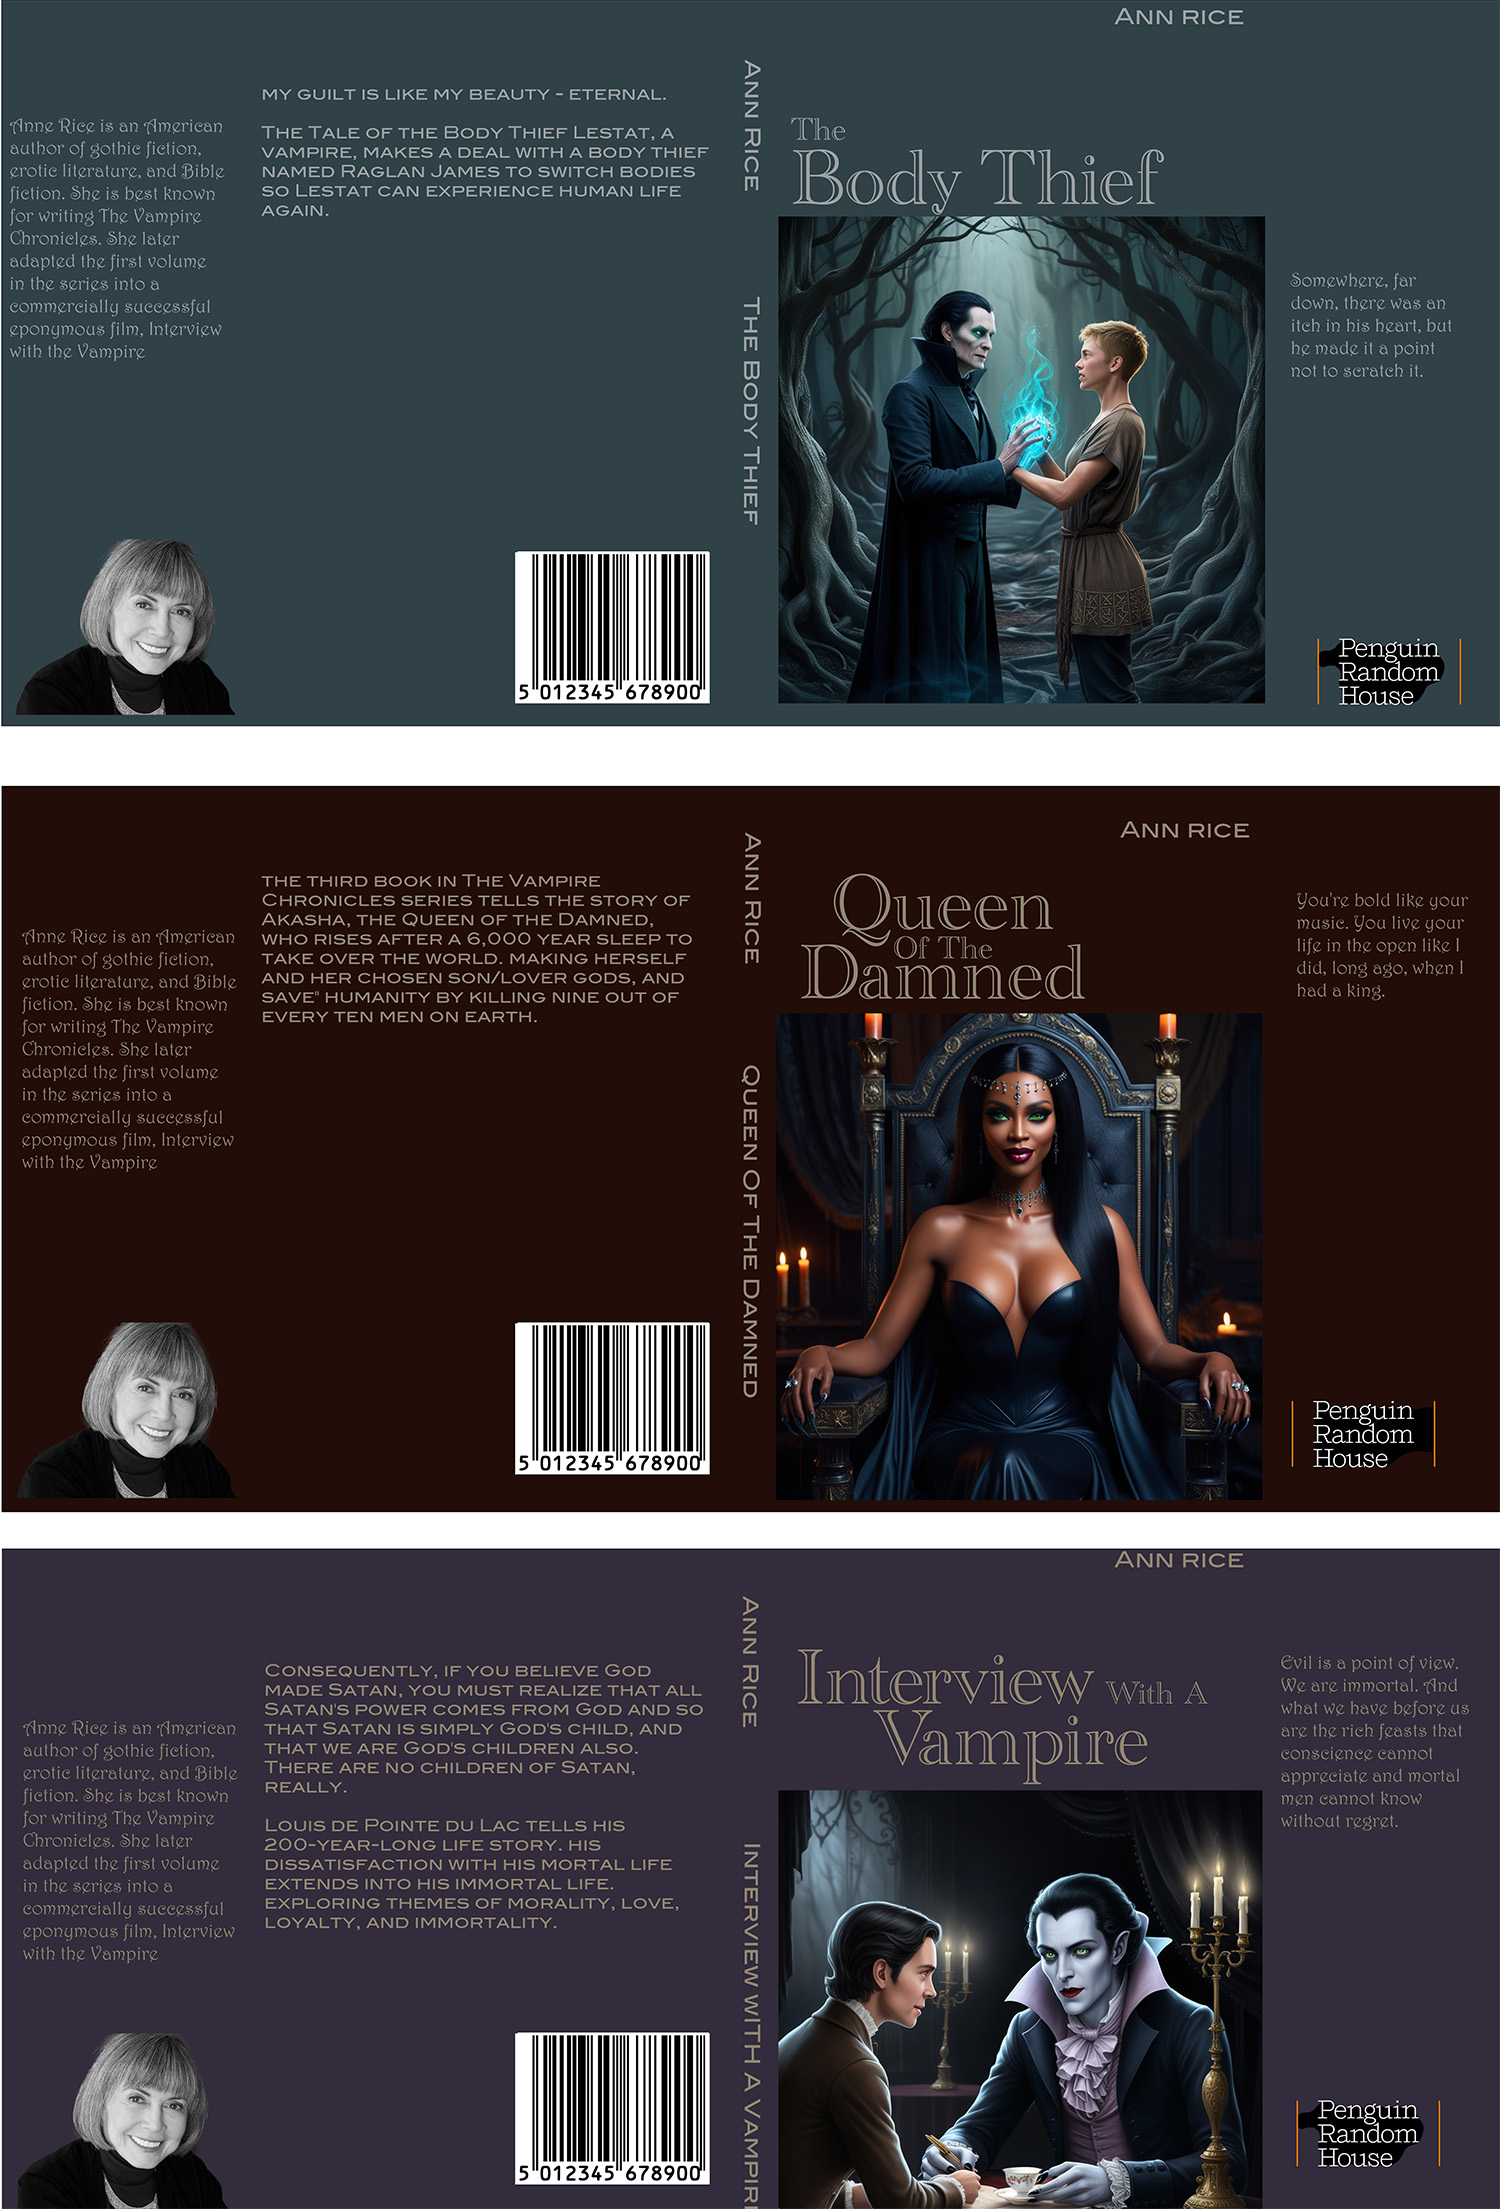 Ann rice
Anne Rice is an American
author of gothic fiction,
erotic literature, and Bible
fiction. She is best known
for writing The Vampire
Chronicles. She later
adapted the first volume
in the series into a
commercially successful
eponymous film, Interview
with the Vampire
my guilt is like my beauty - eternal.
The Tale of the Body Thief Lestat, a
vampire, makes a deal with a body thief
named Raglan James to switch bodies
so Lestat can experience human life
again.
5 012345 678900
Ann Rice
The Body Thief
The
Body Thief
Somewhere, far
down, there was an
itch in his heart, but
he made it a point
not to scratch it.
Penguin
Random
House
Ann rice
Anne Rice is an American
author of gothic fiction,
erotic literature, and Bible
fiction. She is best known
for writing The Vampire
Chronicles. She later
adapted the first volume
in the series into a
commercially successful
eponymous film, Interview
with the Vampire
the third book in The Vampire
Chronicles series tells the story of
Akasha, the Queen of the Damned,
who rises after a 6,000 year sleep to
take over the world. making herself
and her chosen son/lover gods, and
save" humanity by killing nine out of
every ten men on earth.
5 012345 678900
Ann Rice
Queen Of The Damned
Queen
Of The
Damned
You're bold like your
music. You live your
life in the open like I
did, long ago, when I
had a king.
Penguin
Random
House
Ann rice
Anne Rice is an American
author of gothic fiction,
erotic literature, and Bible
fiction. She is best known
for writing The Vampire
Chronicles. She later
adapted the first volume
in the series into a
commercially successful
eponymous film, Interview
with the Vampire
Consequently, if you believe God
made Satan, you must realize that all
Satan's power comes from God and so
that Satan is simply God's child, and
that we are God's children also.
There are no children of Satan,
really.
Louis de Pointe du Lac tells his
200-year-long life story. his
dissatisfaction with his mortal life
extends into his immortal life.
exploring themes of morality, love,
loyalty, and immortality.
5 012345 678900
Ann Rice
Interview with A Vampir
Interview With A
Vampire
Evil is a point of view.
We are immortal. And
what we have before us
are the rich feasts that
conscience cannot
appreciate and mortal
men cannot know
without regret.
Penguin
Random
House